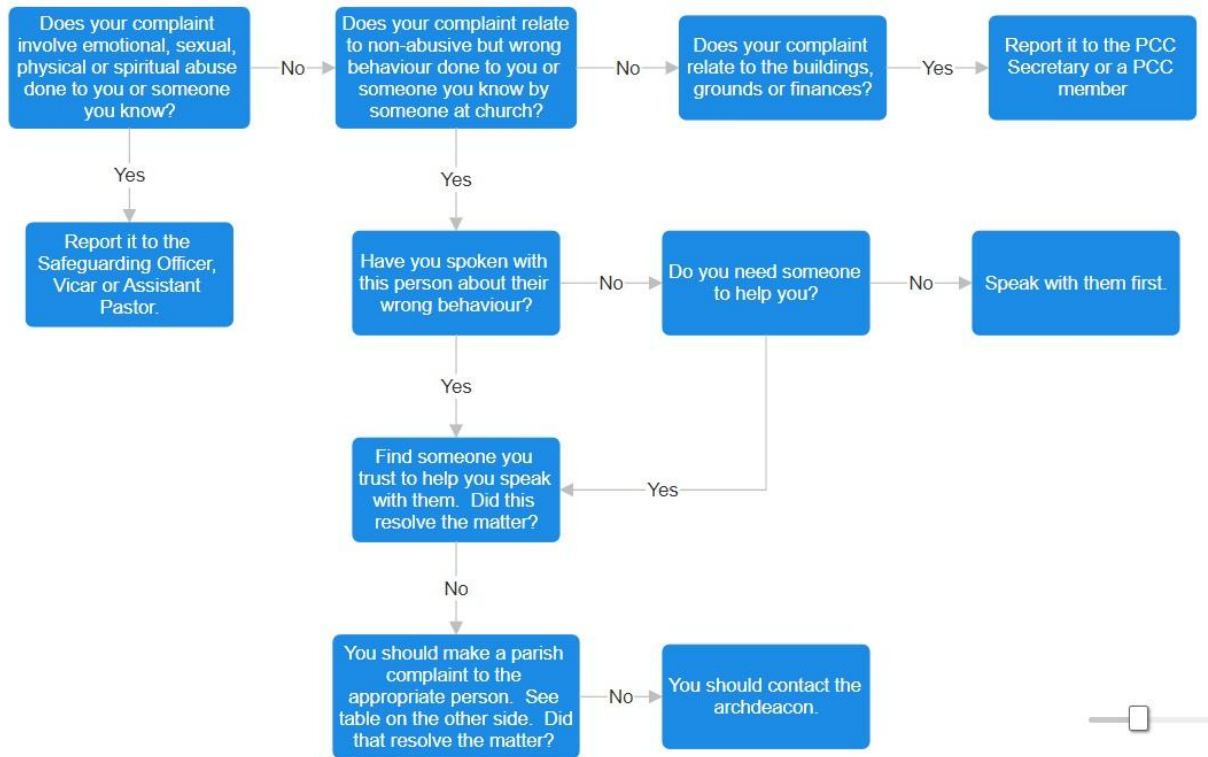 Does your complaint
involve emotional, sexual,
physical or spiritual abuse
done to you or someone
you know?
No
Does your complaint relate
to non-abusive but wrong
behaviour done to you or
someone you know by
someone at church?
No
Does your complaint
relate to the buildings,
grounds or finances?
Yes
Report it to the PCC
Secretary or a PCC
member
Yes
Report it to the
Safeguarding Officer,
Vicar or Assistant
Pastor.
Yes
Have you spoken with
this person about their
wrong behaviour?
No
Do you need someone
to help you?
No
Speak with them first.
Yes
Find someone you
trust to help you speak
with them.  Did this
resolve the matter?
Yes
No
You should make a parish
complaint to the
appropriate person.  See
table on the other side.  Did
that resolve the matter?
No
You should contact the
archdeacon.